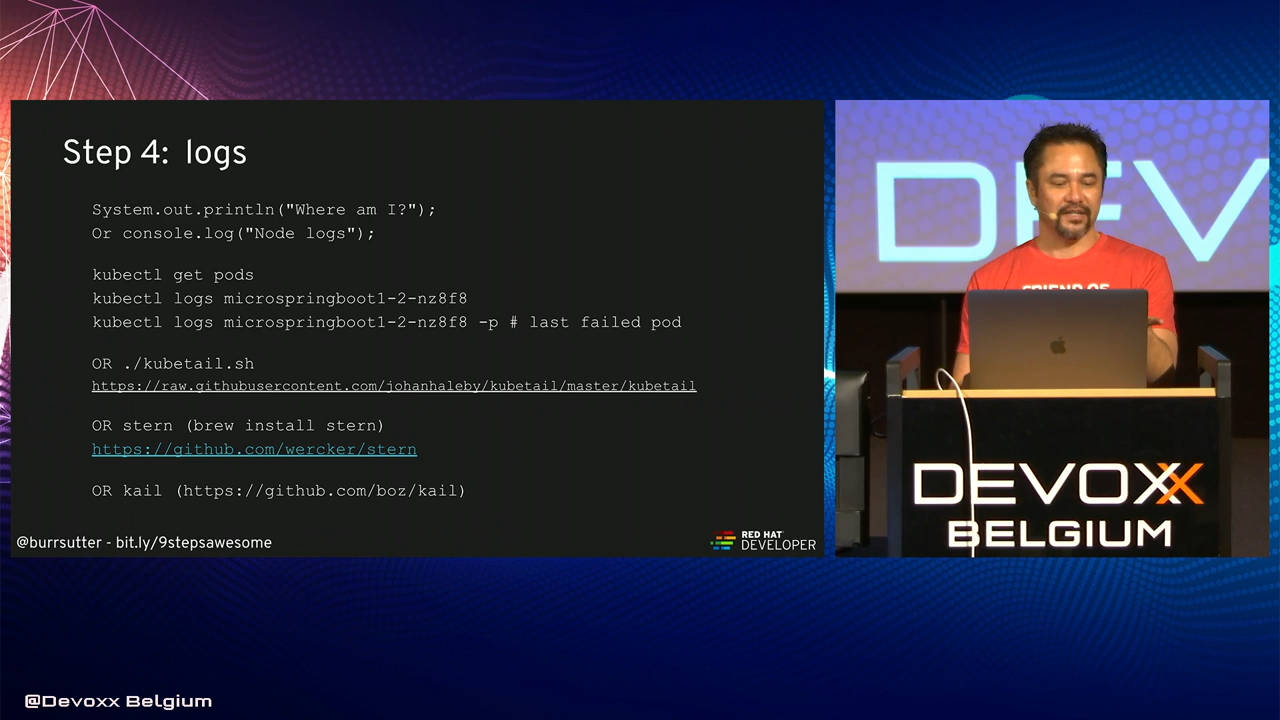 Step 4: logs
System.out.println("Where am I?");
Or console.log("Node logs");
kubectl get pods
kubectl logs microspringboot1-2-nz8f8
kubectl logs microspringboot1-2-nz8f8 -p # last failed pod
OR ./kubetail.sh
https://raw.githubusercontent.com/johanhaleby/kubetail/master/kubetail
OR stern (brew install stern)
https://github.com/wercker/stern
OR kail (https://github.com/boz/kail)
@burrsutter - bit.ly/9stepsawesome
RED HAT
DEVELOPER
DEV
FRIEND OF
DEVOXX
BELGIUM
@Devoxx Belgium